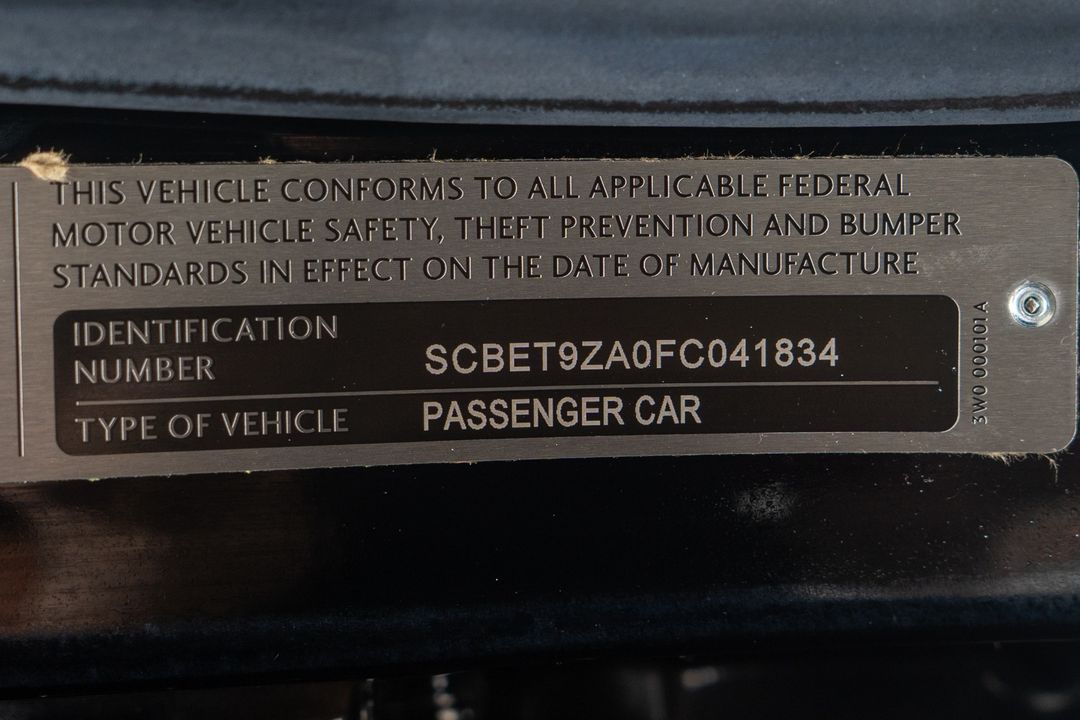 THIS VEHICLE CONFORMS TO ALL APPLICABLE FEDERAL
MOTOR VEHICLE SAFETY, THEFT PREVENTION AND BUMPER
STANDARDS IN EFFECT ON THE DATE OF MANUFACTURE
IDENTIFICATION
NUMBER
SCBET9ZA0FC041834
TYPE OF VEHICLE
PASSENGER CAR
3W0 000101 A